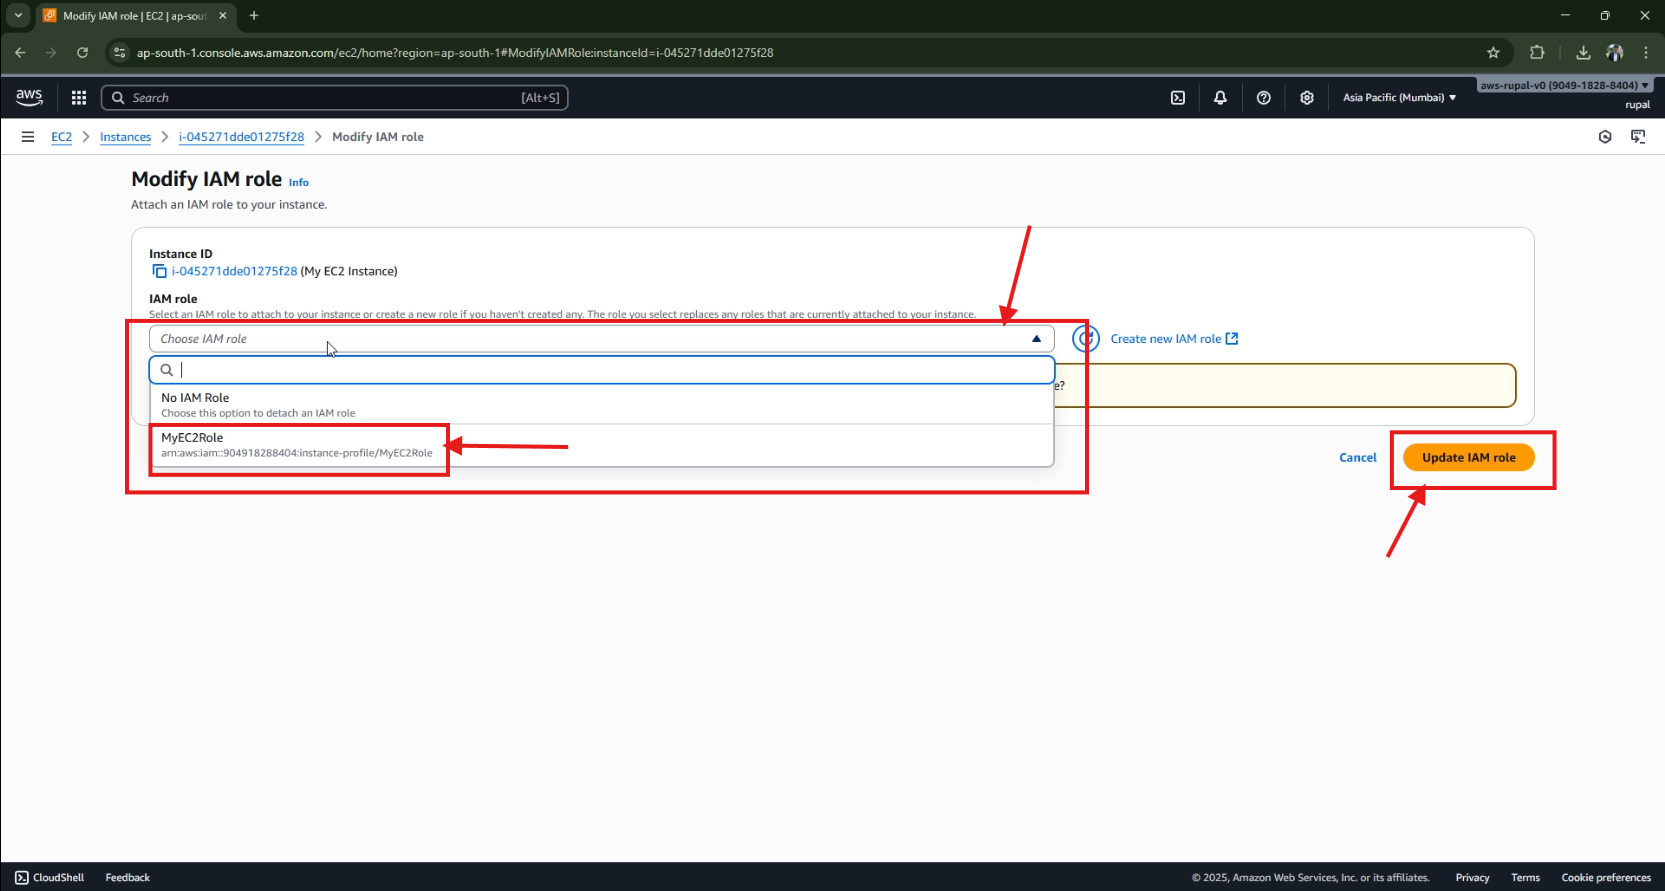 Modify IAM role | EC2 | ap-sout
ap-south-1.console.aws.amazon.com/ec2/home?region=ap-south-1#ModifyIAMRole:instanceId=i-045271dde01275f28
aws
Search
[Alt+S]
Asia Pacific (Mumbai)
aws-rupal-v0 (9049-1828-8404)
rupal
EC2 > Instances > i-045271dde01275f28 > Modify IAM role
Modify IAM role Info
Attach an IAM role to your instance.
Instance ID
i-045271dde01275f28 (My EC2 Instance)
IAM role
Select an IAM role to attach to your instance or create a new role if you haven't created any. The role you select replaces any roles that are currently attached to your instance.
Choose IAM role
Create new IAM role
e?
No IAM Role
Choose this option to detach an IAM role
MyEC2Role
arn:aws:iam::904918288404:instance-profile/MyEC2Role
Cancel
Update IAM role
CloudShell
Feedback
© 2025, Amazon Web Services, Inc. or its affiliates.
Privacy
Terms
Cookie preferences